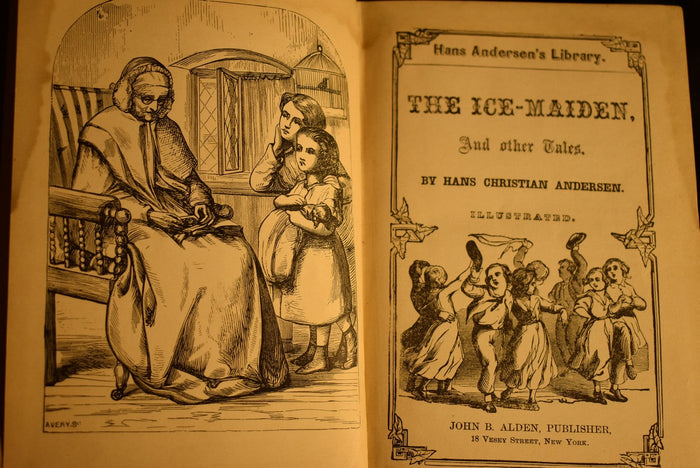 AVERY. Sc
Hans Andersen's Library.
THE ICE-MAIDEN,
And other Tales.
BY HANS CHRISTIAN ANDERSEN.
ILLUSTRATED.
JOHN B. ALDEN, PUBLISHER,
18 VESEY STREET, NEW YORK.